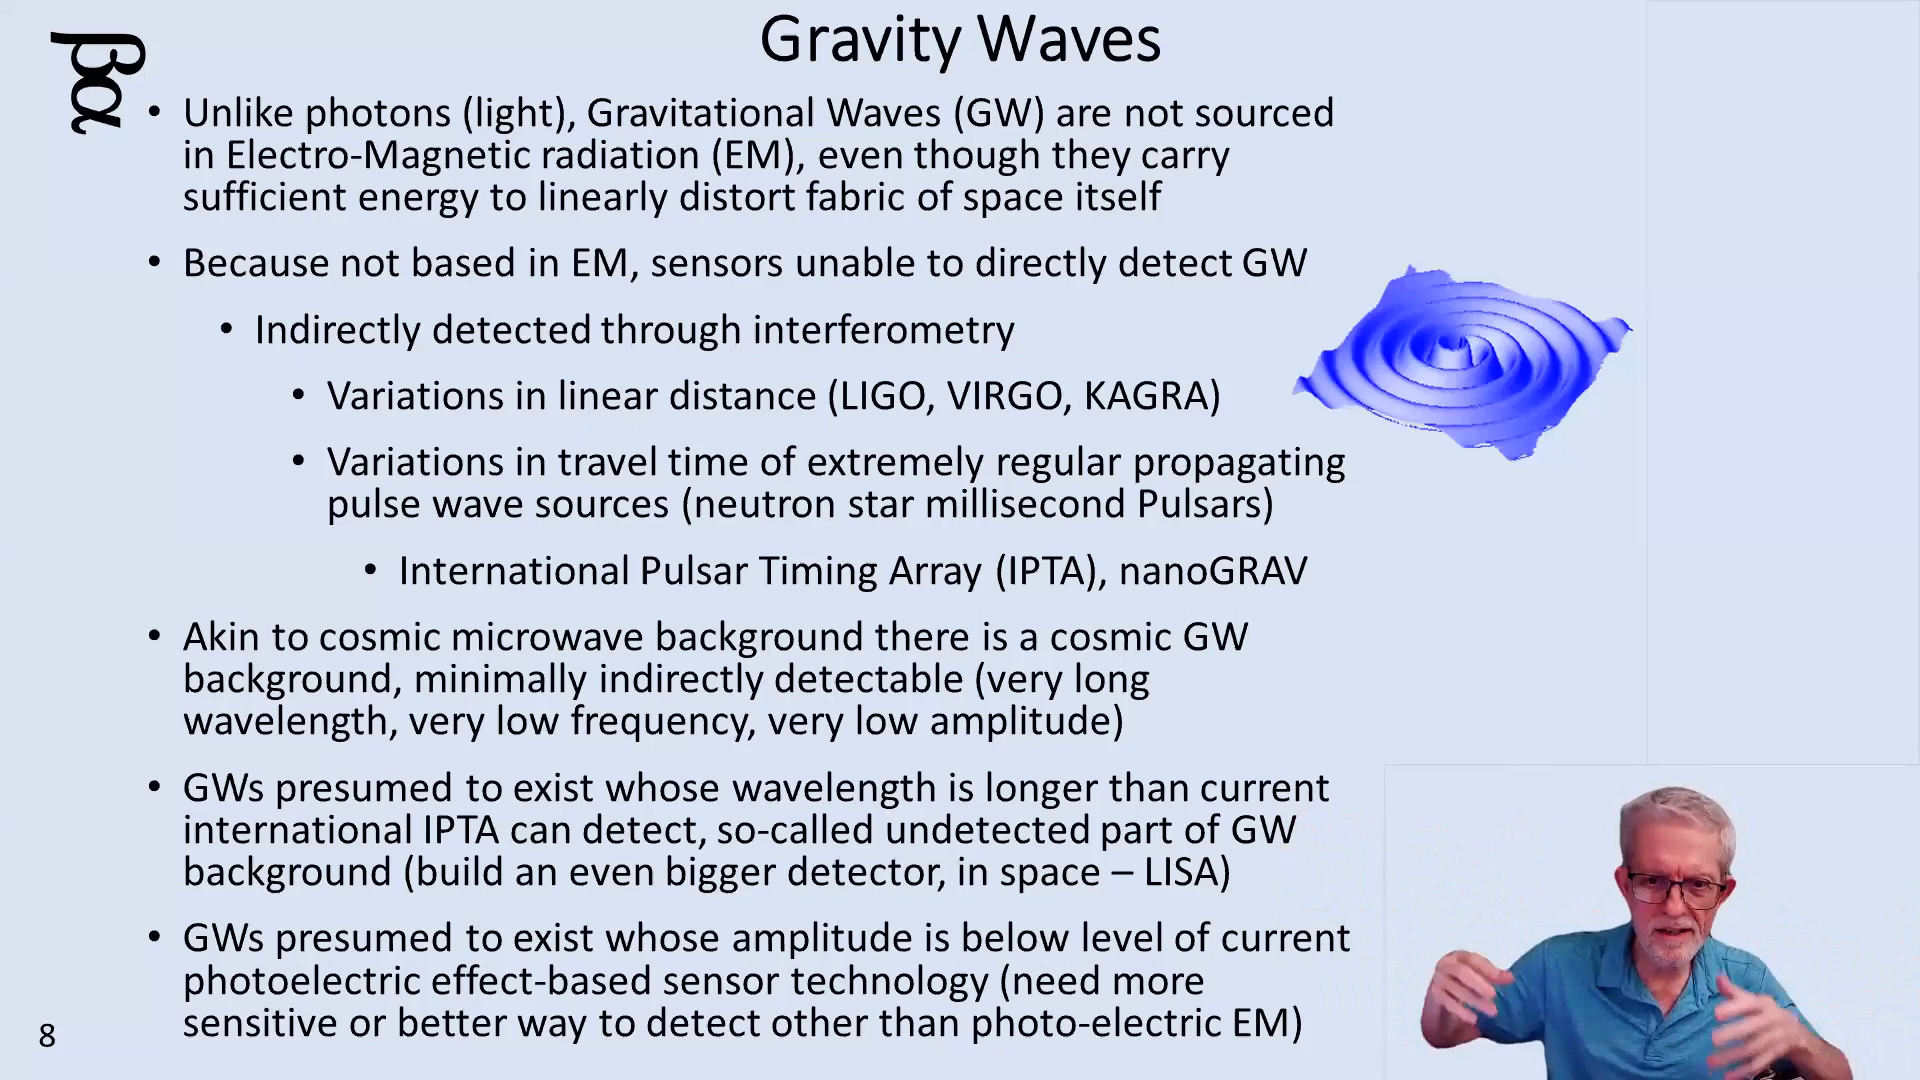 Gravity Waves
βα
• Unlike photons (light), Gravitational Waves (GW) are not sourced
in Electro-Magnetic radiation (EM), even though they carry
sufficient energy to linearly distort fabric of space itself
• Because not based in EM, sensors unable to directly detect GW
• Indirectly detected through interferometry
• Variations in linear distance (LIGO, VIRGO, KAGRA)
• Variations in travel time of extremely regular propagating
pulse wave sources (neutron star millisecond Pulsars)
• International Pulsar Timing Array (IPTA), nanoGRAV
• Akin to cosmic microwave background there is a cosmic GW
background, minimally indirectly detectable (very long
wavelength, very low frequency, very low amplitude)
• GWs presumed to exist whose wavelength is longer than current
international IPTA can detect, so-called undetected part of GW
background (build an even bigger detector, in space – LISA)
• GWs presumed to exist whose amplitude is below level of current
photoelectric effect-based sensor technology (need more
sensitive or better way to detect other than photo-electric EM)
8